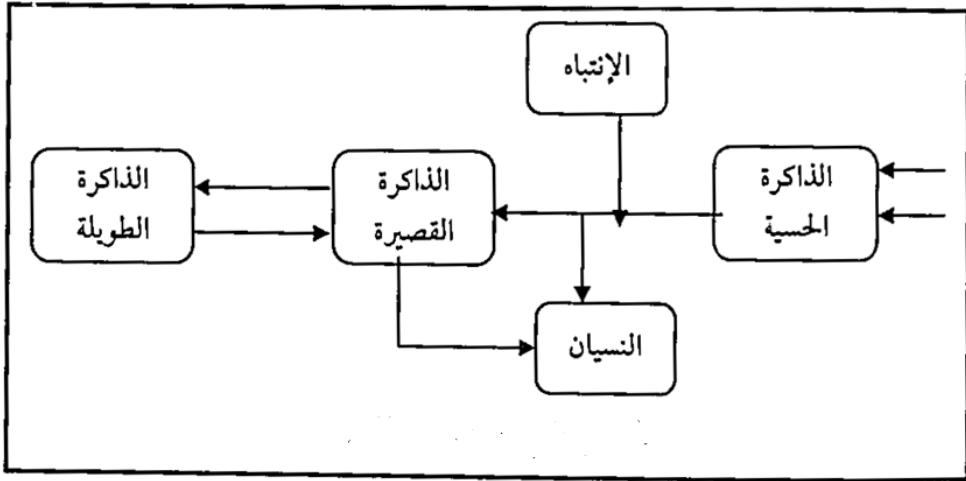 الإنتباه
الذاكرة
الحسية
الذاكرة
القصيرة
الذاكرة
الطويلة
النسيان